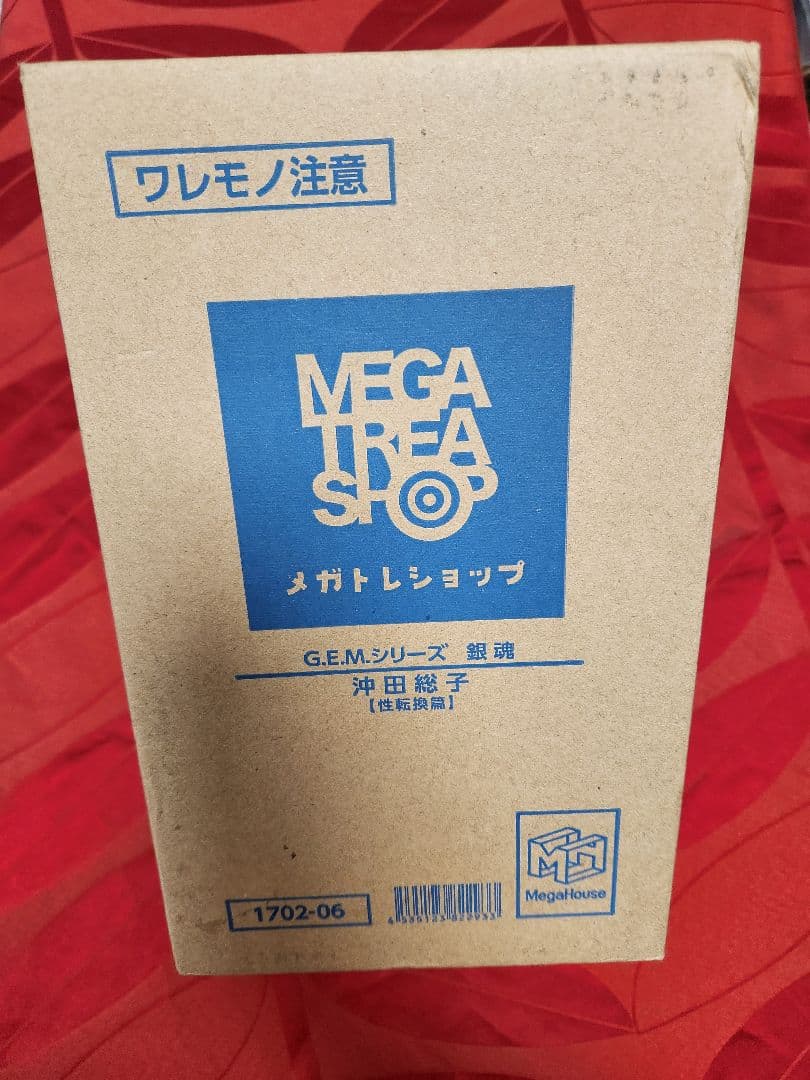 ワレモノ注意
MEGA
TREA
SHOP
メガトレショップ
G.E.M.シリーズ 銀魂
沖田総子
【性転換篇】
MegaHouse
1702-06